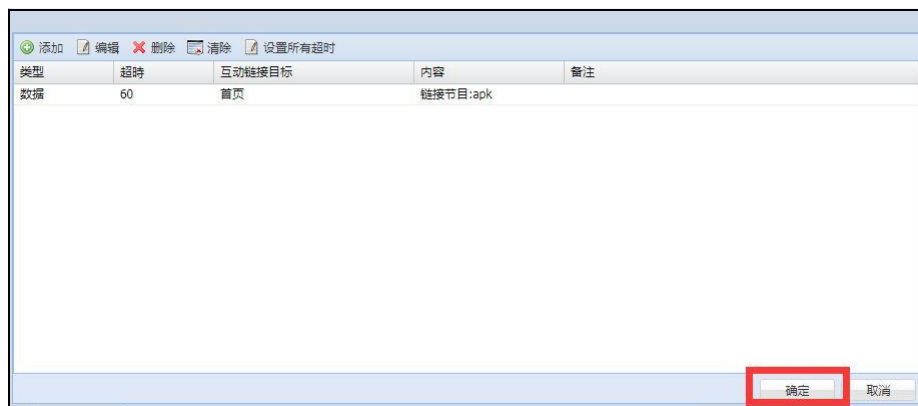 添加 编辑 删除 清除 设置所有超时
类型 超時 互动链接目标 内容 备注
数据 60 首页 链接节目:apk
确定 取消